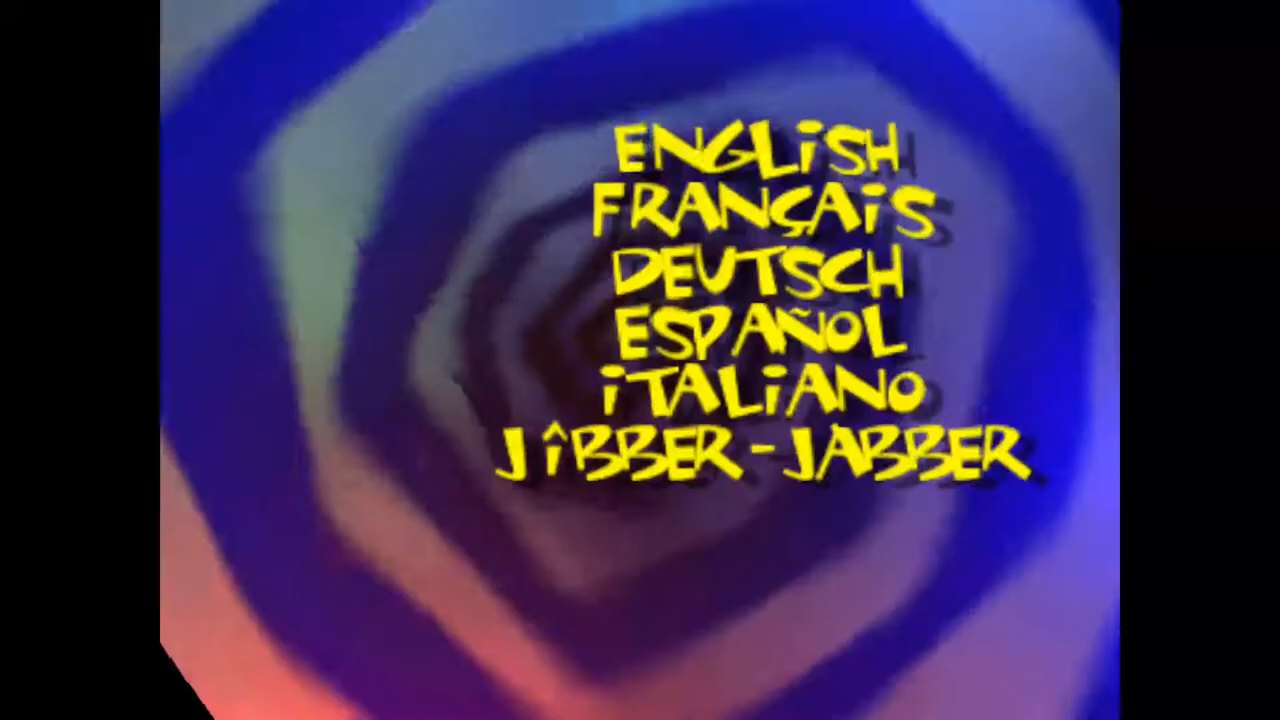 ENGLiSH
FRANÇAiS
DEUTSCH
ESPAÑOL
iTALiANO
JÎBBER-JABBER